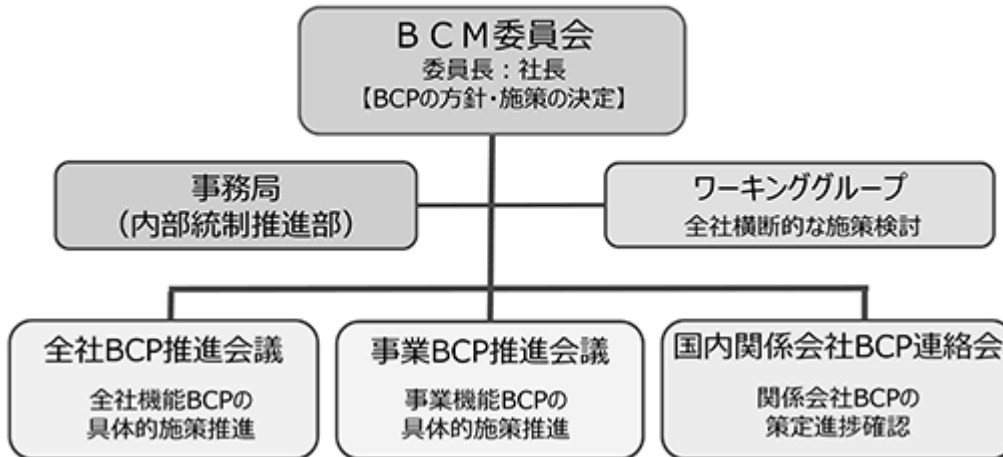 BCM委員会
委員長：社長
【BCPの方針・施策の決定】
事務局
（内部統制推進部）
ワーキンググループ
全社横断的な施策検討
全社BCP推進会議
全社機能BCPの
具体的施策推進
事業BCP推進会議
事業機能BCPの
具体的施策推進
国内関係会社BCP連絡会
関係会社BCPの
策定進捗確認